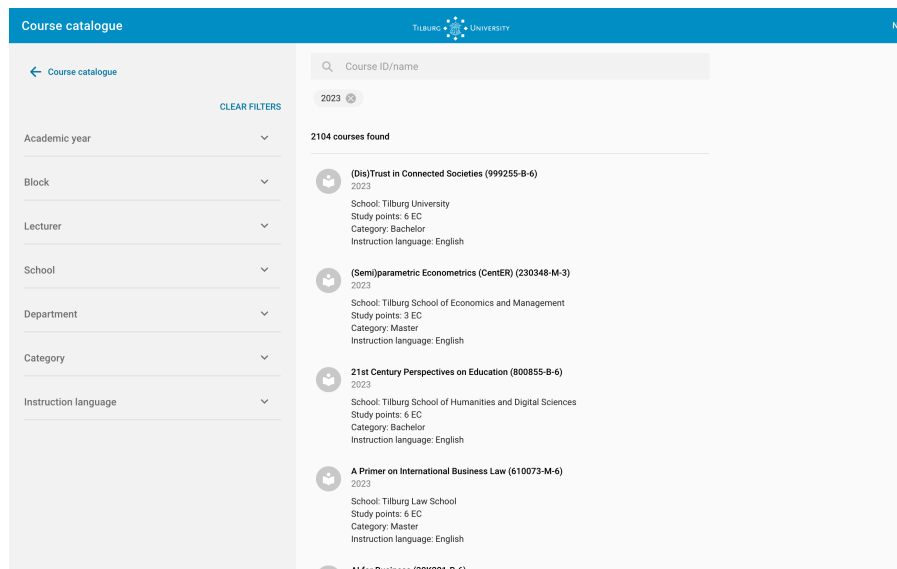 Course catalogue
TILBURG UNIVERSITY
N
Course catalogue
CLEAR FILTERS
Academic year
Block
Lecturer
School
Department
Category
Instruction language
Course ID/name
2023
2104 courses found
(Dis)Trust in Connected Societies (999255-B-6)
2023
School: Tilburg University
Study points: 6 EC
Category: Bachelor
Instruction language: English
(Semi)parametric Econometrics (CentER) (230348-M-3)
2023
School: Tilburg School of Economics and Management
Study points: 3 EC
Category: Master
Instruction language: English
21st Century Perspectives on Education (800855-B-6)
2023
School: Tilburg School of Humanities and Digital Sciences
Study points: 6 EC
Category: Bachelor
Instruction language: English
A Primer on International Business Law (610073-M-6)
2023
School: Tilburg Law School
Study points: 6 EC
Category: Master
Instruction language: English
AI for Business